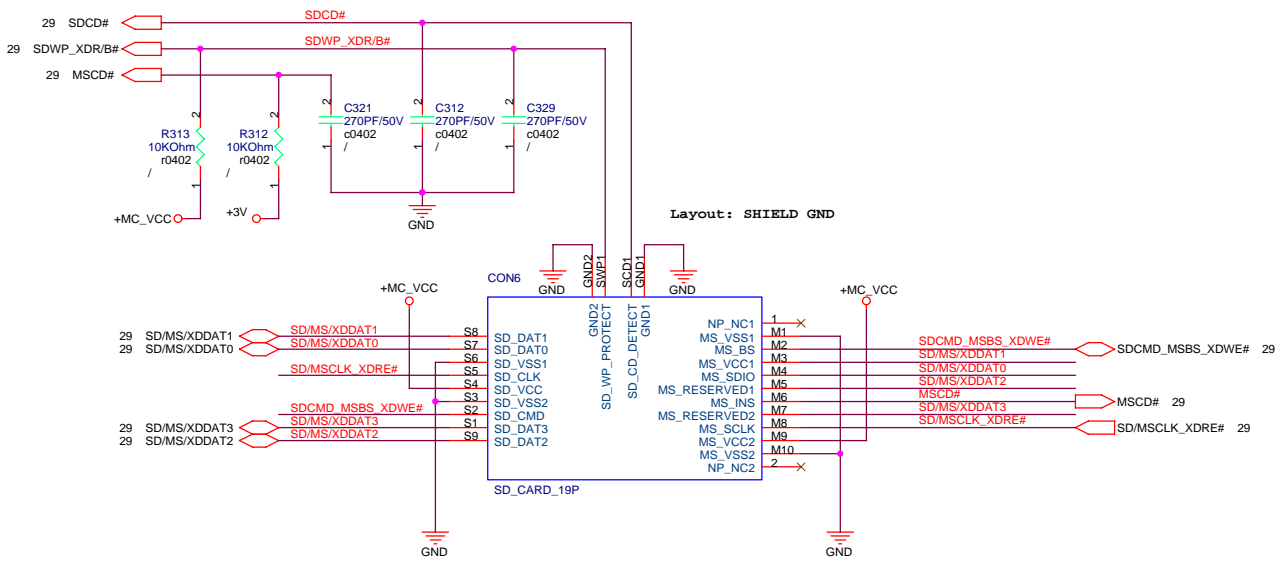 29 SDCD# SDCD#
29 SDWP_XDR/B# SDWP_XDR/B#
29 MSCD#
2 2 2 2 2
R313 10KOhm r0402 / 1
R312 10KOhm r0402 / 1
C321 270PF/50V c0402 / 1
C312 270PF/50V c0402 / 1
C329 270PF/50V c0402 / 1
+MC_VCC +3V
GND
Layout: SHIELD GND
GND GND2 SWP1 SCD1 GND1 GND
CON6
+MC_VCC +MC_VCC
GND2 SD_WP_PROTECT SD_CD_DETECT GND1
29 SD/MS/XDDAT1 SD/MS/XDDAT1 S8 SD_DAT1
29 SD/MS/XDDAT0 SD/MS/XDDAT0 S7 SD_DAT0
S6 SD_VSS1
SD/MSCLK_XDRE# S5 SD_CLK
S4 SD_VCC
S3 SD_VSS2
SDCMD_MSBS_XDWE# S2 SD_CMD
29 SD/MS/XDDAT3 SD/MS/XDDAT3 S1 SD_DAT3
29 SD/MS/XDDAT2 SD/MS/XDDAT2 S9 SD_DAT2
NP_NC1 1
MS_VSS1 M1
MS_BS M2 SDCMD_MSBS_XDWE# SDCMD_MSBS_XDWE# 29
MS_VCC1 M3 SD/MS/XDDAT1
MS_SDIO M4 SD/MS/XDDAT0
MS_RESERVED1 M5 SD/MS/XDDAT2
MS_INS M6 MSCD# MSCD# 29
MS_RESERVED2 M7 SD/MS/XDDAT3
MS_SCLK M8 SD/MSCLK_XDRE# SD/MSCLK_XDRE# 29
MS_VCC2 M9
MS_VSS2 M10
NP_NC2 2
SD_CARD_19P
GND GND